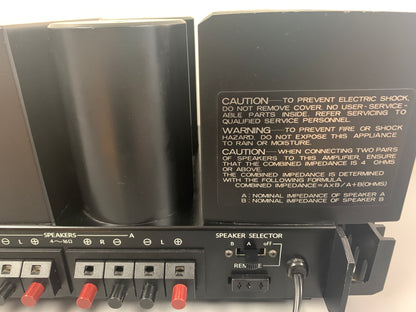 CAUTION — TO PREVENT ELECTRIC SHOCK,
DO NOT REMOVE COVER. NO USER-SERVICE-
ABLE PARTS INSIDE. REFER SERVICING TO
QUALIFIED SERVICE PERSONNEL.
WARNING — TO PREVENT FIRE OR SHOCK
HAZARD, DO NOT EXPOSE THIS APPLIANCE
TO RAIN OR MOISTURE.
CAUTION — WHEN CONNECTING TWO PAIRS
OF SPEAKERS TO THIS AMPLIFIER, ENSURE
THAT THE COMBINED IMPEDANCE IS 4 OHMS
OR ABOVE.
THE COMBINED IMPEDANCE IS DETERMINED
WITH THE FOLLOWING FORMULA.
COMBINED IMPEDANCE=A×B/A+B(OHMS)
A : NOMINAL IMPEDANCE OF SPEAKER A
B : NOMINAL IMPEDANCE OF SPEAKER B
SPEAKERS A
4~16Ω
⊖ L ⊕ ⊕ R ⊖ ⊖ L ⊕
SPEAKER SELECTOR
B A off